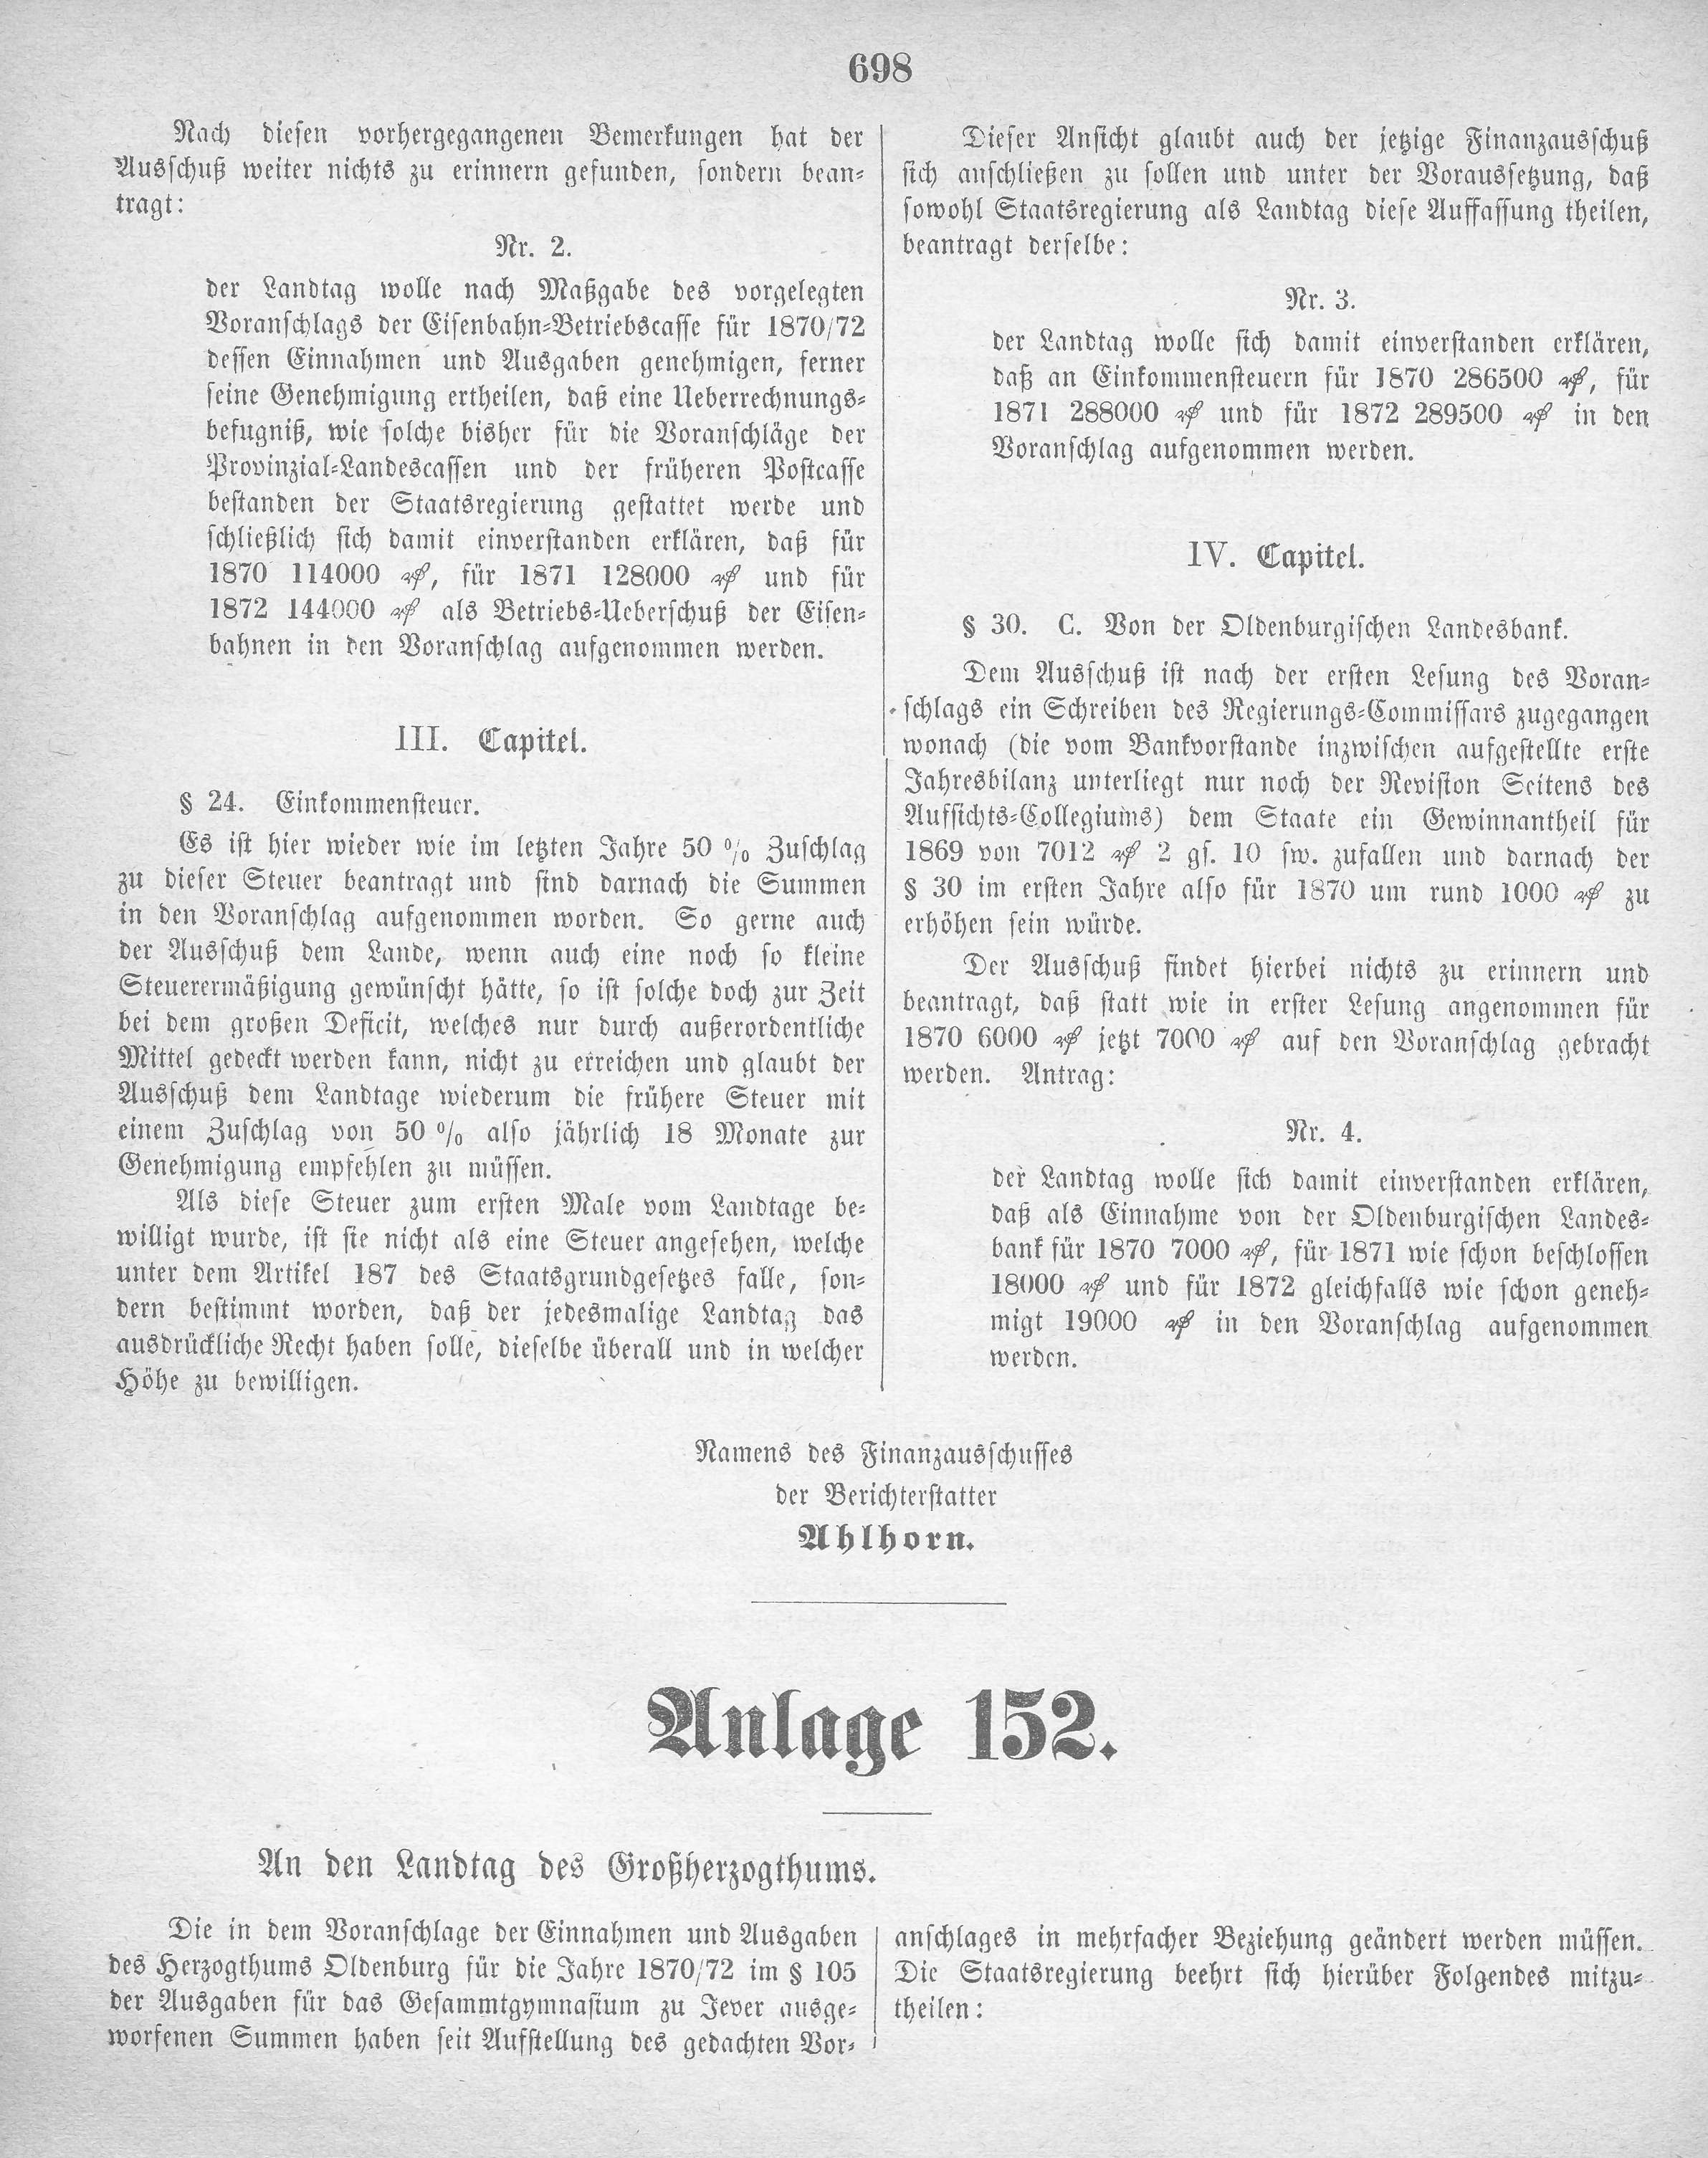 698
Nach diesen vorhergegangenen Bemerkungen hat der
Ausschuß weiter nichts zu erinnern gefunden, sondern bean-
tragt:
Nr. 2.
der Landtag wolle nach Maßgabe des vorgelegten
Voranschlags der Eisenbahn-Betriebscasse für 1870/72
dessen Einnahmen und Ausgaben genehmigen, ferner
seine Genehmigung ertheilen, daß eine Ueberrechnungs-
befugniß, wie solche bisher für die Voranschläge der
Provinzial-Landescassen und der früheren Postcasse
bestanden der Staatsregierung gestattet werde und
schließlich sich damit einverstanden erklären, daß für
1870 114000 ₰, für 1871 128000 ₰ und für
1872 144000 ₰ als Betriebs-Ueberschuß der Eisen-
bahnen in den Voranschlag aufgenommen werden.
III. Capitel.
§ 24. Einkommensteuer.
Es ist hier wieder wie im letzten Jahre 50 % Zuschlag
zu dieser Steuer beantragt und sind darnach die Summen
in den Voranschlag aufgenommen worden. So gerne auch
der Ausschuß dem Lande, wenn auch eine noch so kleine
Steuerermäßigung gewünscht hätte, so ist solche doch zur Zeit
bei dem großen Deficit, welches nur durch außerordentliche
Mittel gedeckt werden kann, nicht zu erreichen und glaubt der
Ausschuß dem Landtage wiederum die frühere Steuer mit
einem Zuschlag von 50 % also jährlich 18 Monate zur
Genehmigung empfehlen zu müssen.
Als diese Steuer zum ersten Male vom Landtage be-
willigt wurde, ist sie nicht als eine Steuer angesehen, welche
unter dem Artikel 187 des Staatsgrundgesetzes falle, son-
dern bestimmt worden, daß der jedesmalige Landtag das
ausdrückliche Recht haben solle, dieselbe überall und in welcher
Höhe zu bewilligen.
Dieser Ansicht glaubt auch der jetzige Finanzausschuß
sich anschließen zu sollen und unter der Voraussetzung, daß
sowohl Staatsregierung als Landtag diese Auffassung theilen,
beantragt derselbe:
Nr. 3.
der Landtag wolle sich damit einverstanden erklären,
daß an Einkommensteuern für 1870 286500 ₰, für
1871 288000 ₰ und für 1872 289500 ₰ in den
Voranschlag aufgenommen werden.
IV. Capitel.
§ 30. C. Von der Oldenburgischen Landesbank.
Dem Ausschuß ist nach der ersten Lesung des Voran-
schlags ein Schreiben des Regierungs-Commissars zugegangen
wonach (die vom Bankvorstande inzwischen aufgestellte erste
Jahresbilanz unterliegt nur noch der Revision Seitens des
Aufsichts-Collegiums) dem Staate ein Gewinnantheil für
1869 von 7012 ₰ 2 gs. 10 sw. zufallen und darnach der
§ 30 im ersten Jahre also für 1870 um rund 1000 ₰ zu
erhöhen sein würde.
Der Ausschuß findet hierbei nichts zu erinnern und
beantragt, daß statt wie in erster Lesung angenommen für
1870 6000 ₰ jetzt 7000 ₰ auf den Voranschlag gebracht
werden. Antrag:
Nr. 4.
der Landtag wolle sich damit einverstanden erklären,
daß als Einnahme von der Oldenburgischen Landes-
bank für 1870 7000 ₰, für 1871 wie schon beschlossen
18000 ₰ und für 1872 gleichfalls wie schon geneh-
migt 19000 ₰ in den Voranschlag aufgenommen
werden.
Namens des Finanzausschusses
der Berichterstatter
Ahlhorn.
Anlage 152.
An den Landtag des Großherzogthums.
Die in dem Voranschlage der Einnahmen und Ausgaben
des Herzogthums Oldenburg für die Jahre 1870/72 im § 105
der Ausgaben für das Gesammtgymnasium zu Jever ausge-
worfenen Summen haben seit Aufstellung des gedachten Vor-
anschlages in mehrfacher Beziehung geändert werden müssen.
Die Staatsregierung beehrt sich hierüber Folgendes mitzu-
theilen: